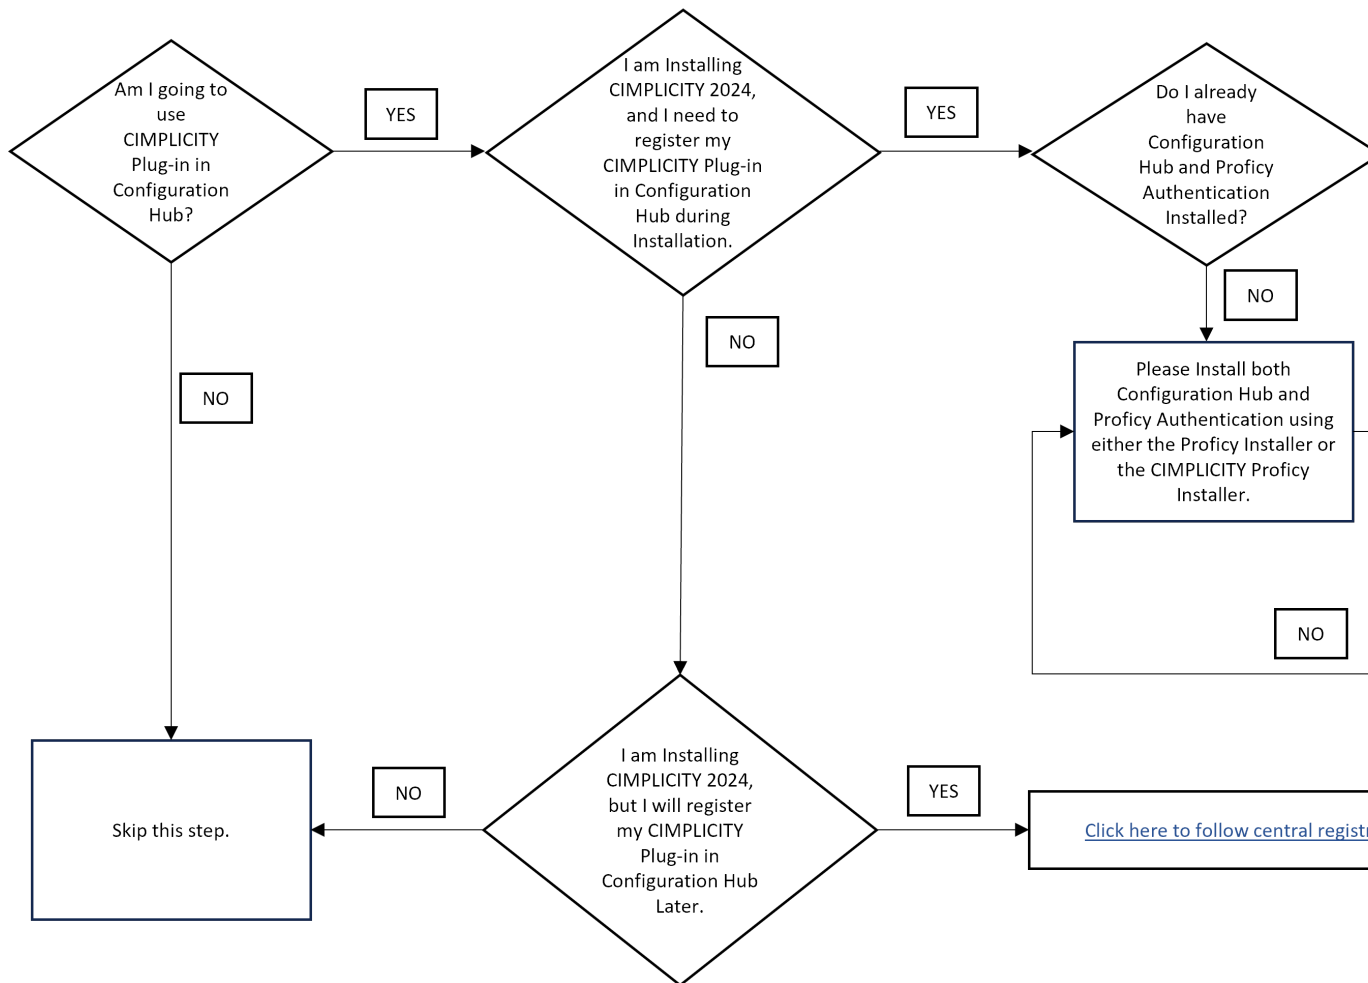 Am I going to
use
CIMPLICITY
Plug-in in
Configuration
Hub?
YES
I am Installing
CIMPLICITY 2024,
and I need to
register my
CIMPLICITY Plug-in
in Configuration
Hub during
Installation.
YES
Do I already
have
Configuration
Hub and Proficy
Authentication
Installed?
NO
NO
NO
Please Install both
Configuration Hub and
Proficy Authentication using
either the Proficy Installer or
the CIMPLICITY Proficy
Installer.
NO
Skip this step.
NO
I am Installing
CIMPLICITY 2024,
but I will register
my CIMPLICITY
Plug-in in
Configuration Hub
Later.
YES
Click here to follow central